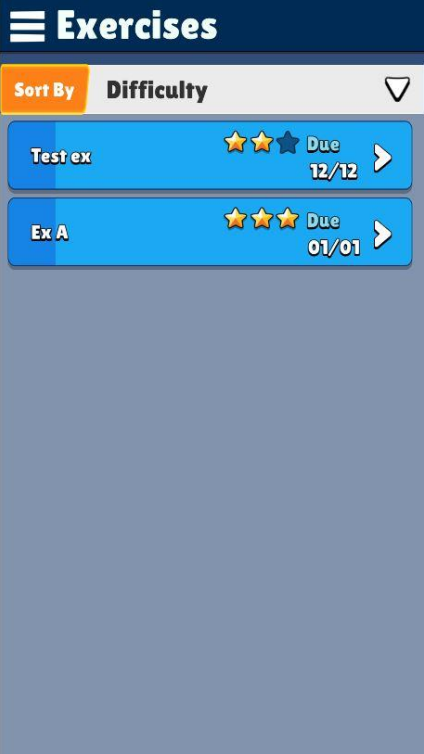 Exercises
Sort By Difficulty
Test ex Due
12/12
Ex A Due
01/01